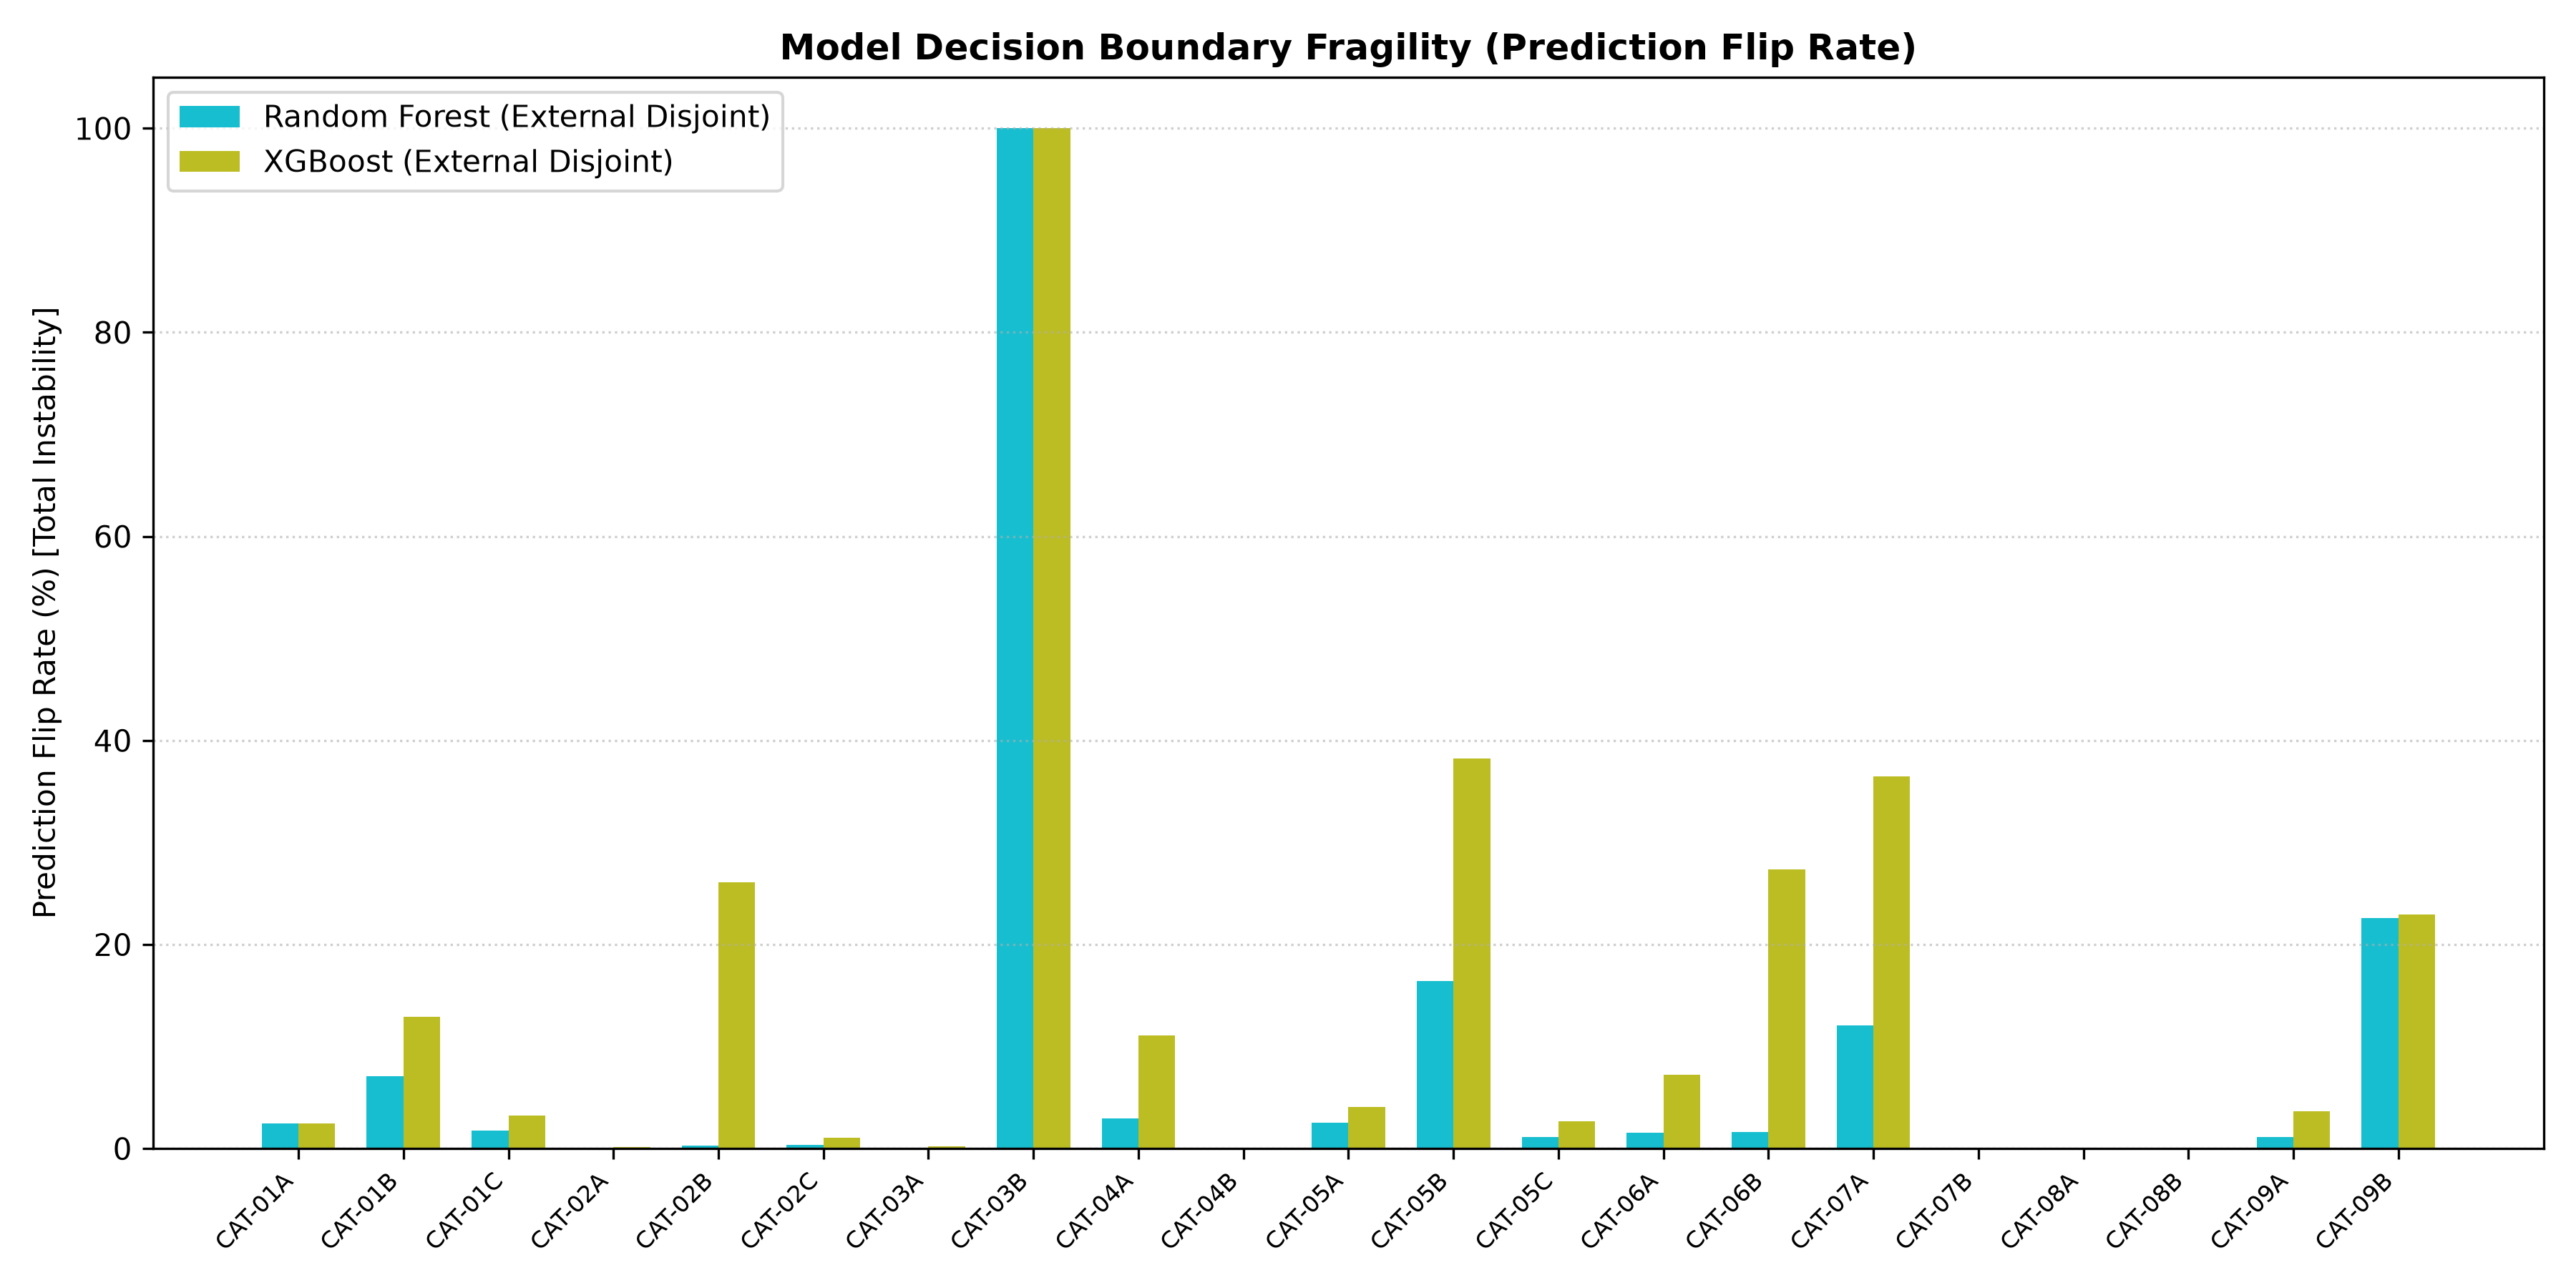 Model Decision Boundary Fragility (Prediction Flip Rate)
Random Forest (External Disjoint)
XGBoost (External Disjoint)
Prediction Flip Rate (%) [Total Instability]
100
80
60
40
20
0
CAT-01A
CAT-01B
CAT-01C
CAT-02A
CAT-02B
CAT-02C
CAT-03A
CAT-03B
CAT-04A
CAT-04B
CAT-05A
CAT-05B
CAT-05C
CAT-06A
CAT-06B
CAT-07A
CAT-07B
CAT-08A
CAT-08B
CAT-09A
CAT-09B